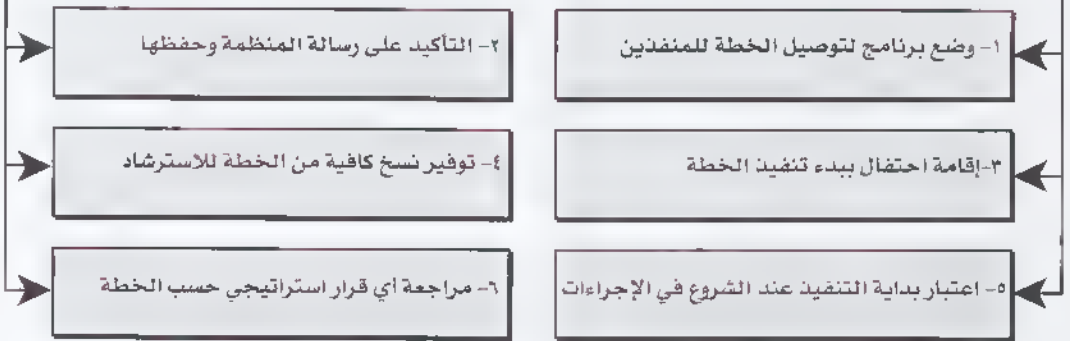 ١- وضع برنامج لتوصيل الخطة للمنفذين
٢- التأكيد على رسالة المنظمة وحفظها
٣-إقامة احتفال ببدء تنفيذ الخطة
٤- توفير نسخ كافية من الخطة للاسترشاد
٥- اعتبار بداية التنفيذ عند الشروع في الإجراءات
٦- مراجعة أي قرار استراتيجي حسب الخطة